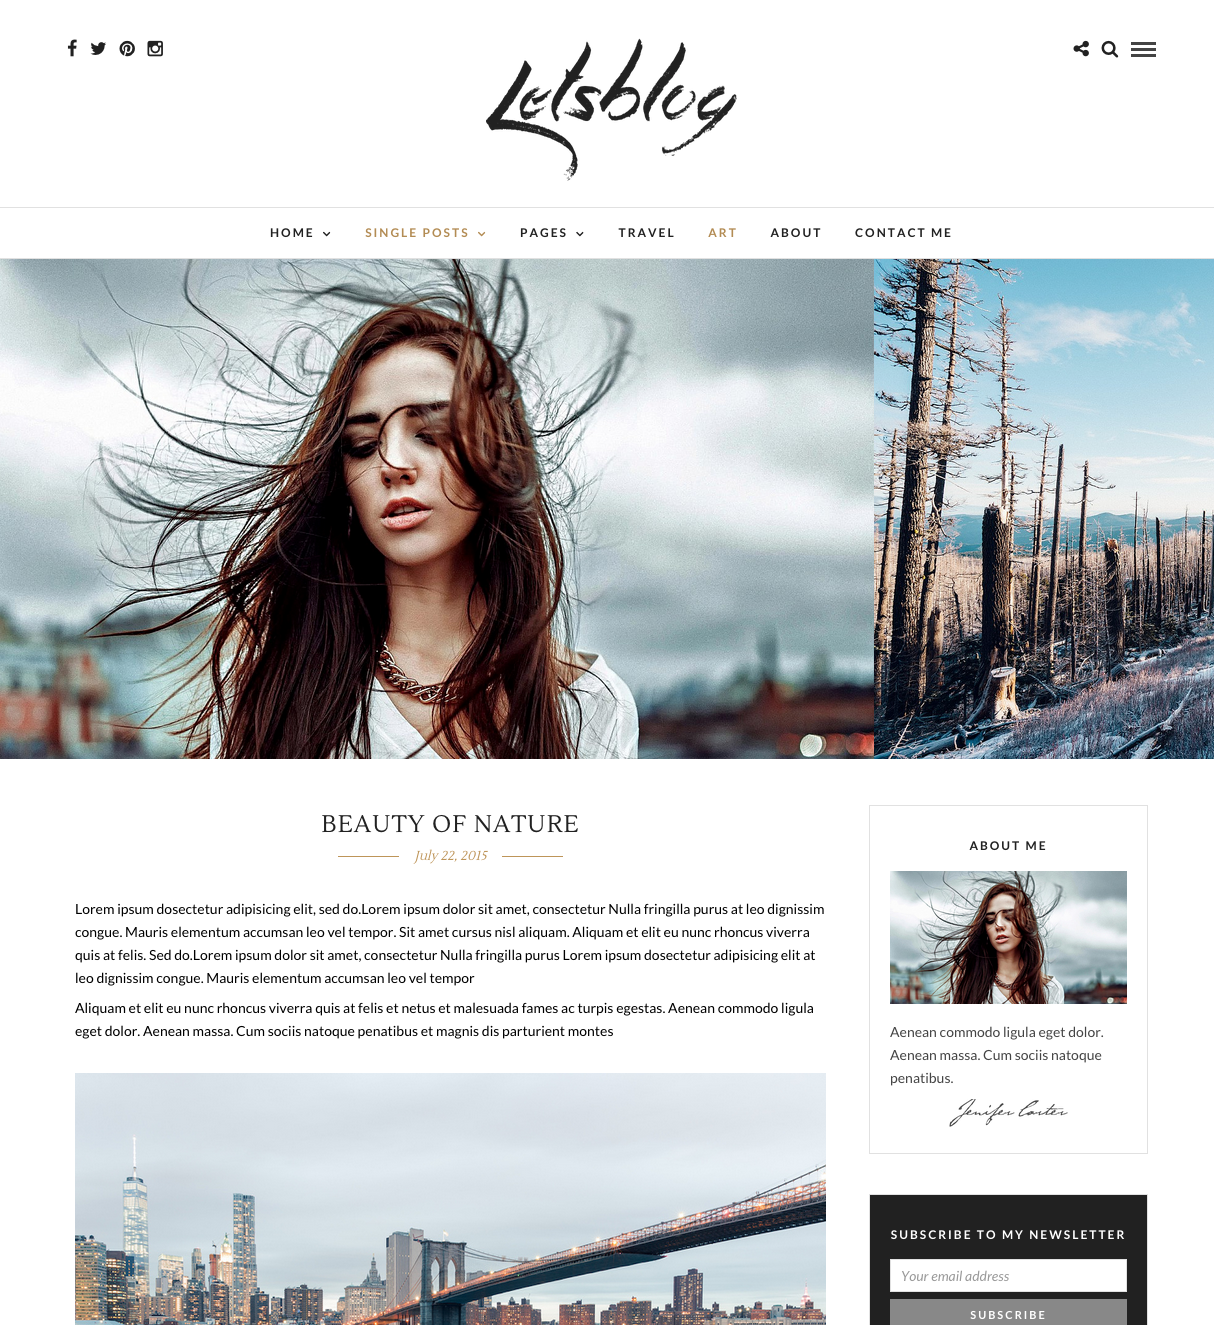 Letsblog
HOME
SINGLE POSTS
PAGES
TRAVEL
ART
ABOUT
CONTACT ME
BEAUTY OF NATURE
July 22, 2015
Lorem ipsum dosectetur adipisicing elit, sed do.Lorem ipsum dolor sit amet, consectetur Nulla fringilla purus at leo dignissim
congue. Mauris elementum accumsan leo vel tempor. Sit amet cursus nisl aliquam. Aliquam et elit eu nunc rhoncus viverra
quis at felis. Sed do.Lorem ipsum dolor sit amet, consectetur Nulla fringilla purus Lorem ipsum dosectetur adipisicing elit at
leo dignissim congue. Mauris elementum accumsan leo vel tempor
Aliquam et elit eu nunc rhoncus viverra quis at felis et netus et malesuada fames ac turpis egestas. Aenean commodo ligula
eget dolor. Aenean massa. Cum sociis natoque penatibus et magnis dis parturient montes
ABOUT ME
Aenean commodo ligula eget dolor.
Aenean massa. Cum sociis natoque
penatibus.
Jenifer Carter
SUBSCRIBE TO MY NEWSLETTER
Your email address
SUBSCRIBE